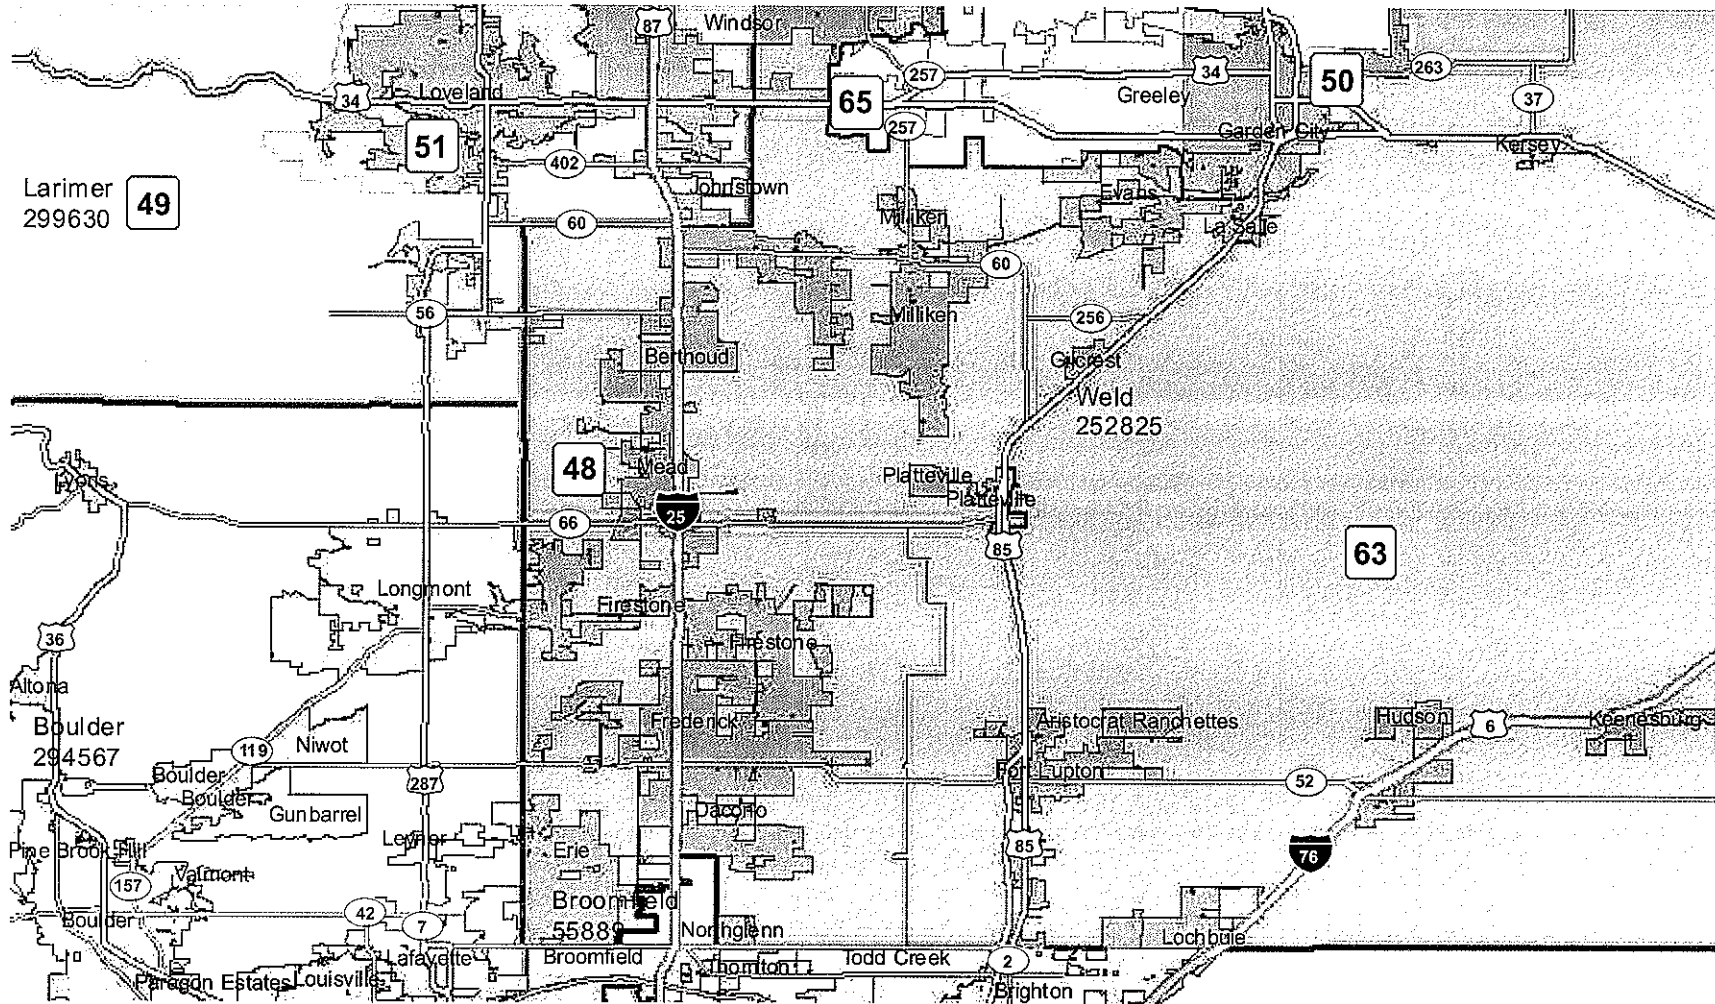 87
Windsor
257
34
50
263
34
Loveland
65
Greeley
37
257
Garden City
51
402
Kersey
Larimer
299630
49
Johnstown
Evans
60
Milliken
La Salle
60
56
Milliken
256
Berthoud
Gilcrest
Weld
252825
48
Mead
Platteville
Lyons
Platteville
66
25
85
63
Longmont
Firestone
36
Firestone
Altona
Boulder
294567
Frederick
Aristocrat Ranchettes
Hudson
6
Keenesburg
119
Niwot
Boulder
287
Fort Lupton
52
Boulder
Gunbarrel
Dacono
Pine Brook Hill
Leyner
Erie
85
76
157
Valmont
Boulder
42
7
Broomfield
55889
Northglenn
Lochbuie
Lafayette
Broomfield
Thornton
Todd Creek
2
Paragon Estates
Louisville
Brighton